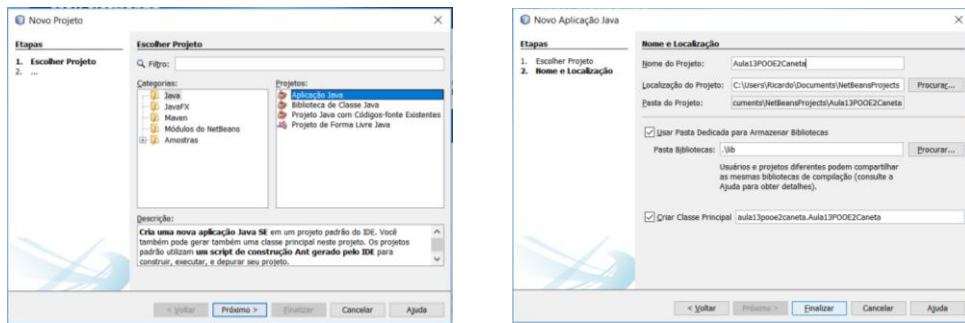 Novo Projeto
Etapas
1. Escolher Projeto
2. ...
Escolher Projeto
Filtro:
Categorias:
Java
JavaFX
Maven
Módulos do NetBeans
Amostras
Projetos:
Aplicação Java
Biblioteca de Classe Java
Projeto Java com Códigos-fonte Existentes
Projeto de Forma Livre Java
Descrição:
Cria uma nova aplicação Java SE em um projeto padrão do IDE. Você
também pode gerar também uma classe principal neste projeto. Os projetos
padrão utilizam um script de construção Ant gerado pelo IDE para
construir, executar, e depurar seu projeto.
< Voltar Próximo > Finalizar Cancelar Ajuda
Novo Aplicação Java
Etapas
1. Escolher Projeto
2. Nome e Localização
Nome e Localização
Nome do Projeto: Aula13POOE2Caneta
Localização do Projeto: C:\Users\Ricardo\Documents\NetBeansProjects Procurar...
Pasta do Projeto: cuments\NetBeansProjects\Aula13POOE2Caneta
Usar Pasta Dedicada para Armazenar Bibliotecas
Pasta Bibliotecas: .\lib Procurar...
Usuários e projetos diferentes podem compartilhar
as mesmas bibliotecas de compilação (consulte a
Ajuda para obter detalhes).
Criar Classe Principal aula13pooe2caneta.Aula13POOE2Caneta
< Voltar Próximo > Finalizar Cancelar Ajuda